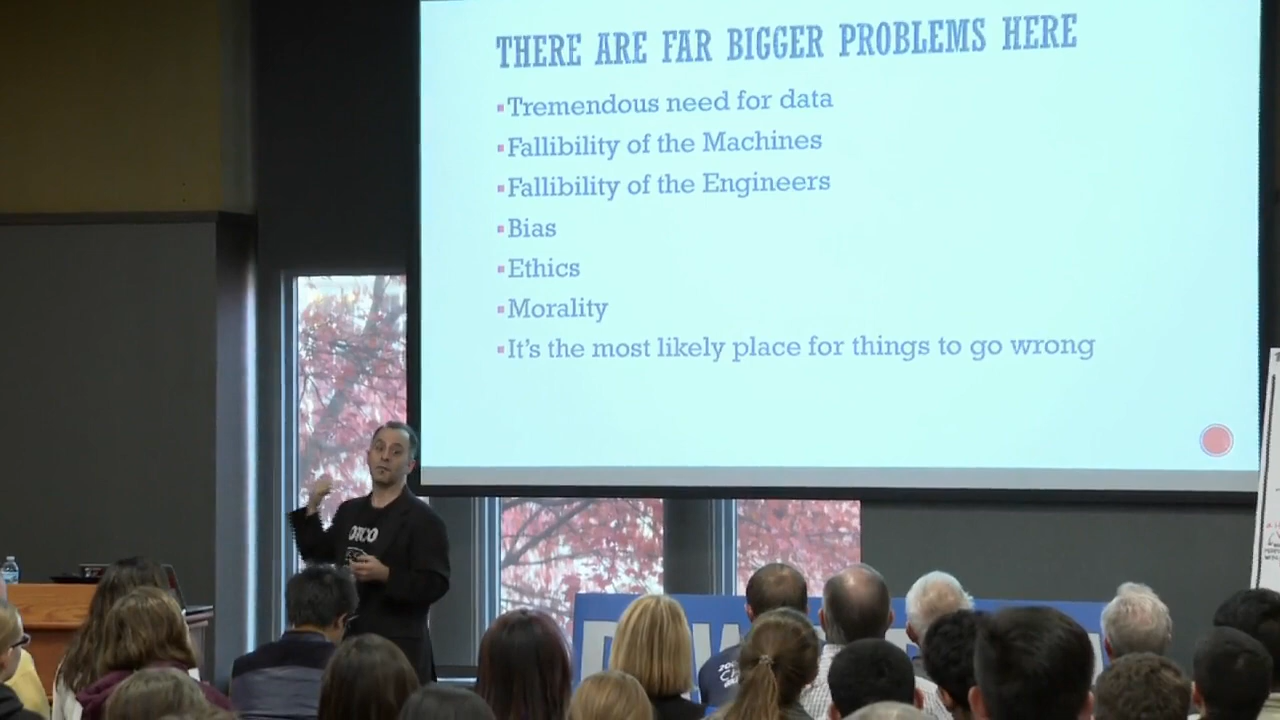 THERE ARE FAR BIGGER PROBLEMS HERE
Tremendous need for data
Fallibility of the Machines
Fallibility of the Engineers
Bias
Ethics
Morality
It's the most likely place for things to go wrong